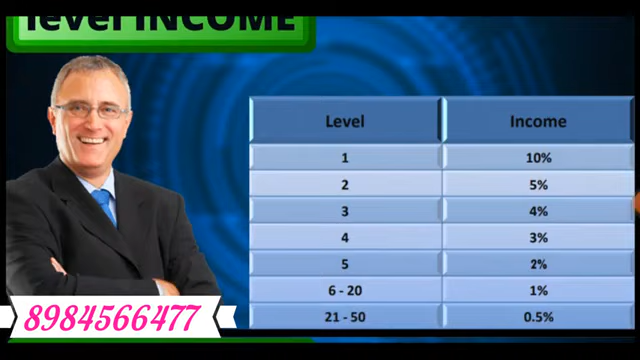 level INCOME
Level Income
1 10%
2 5%
3 4%
4 3%
5 2%
6 - 20 1%
21 - 50 0.5%
8984566477